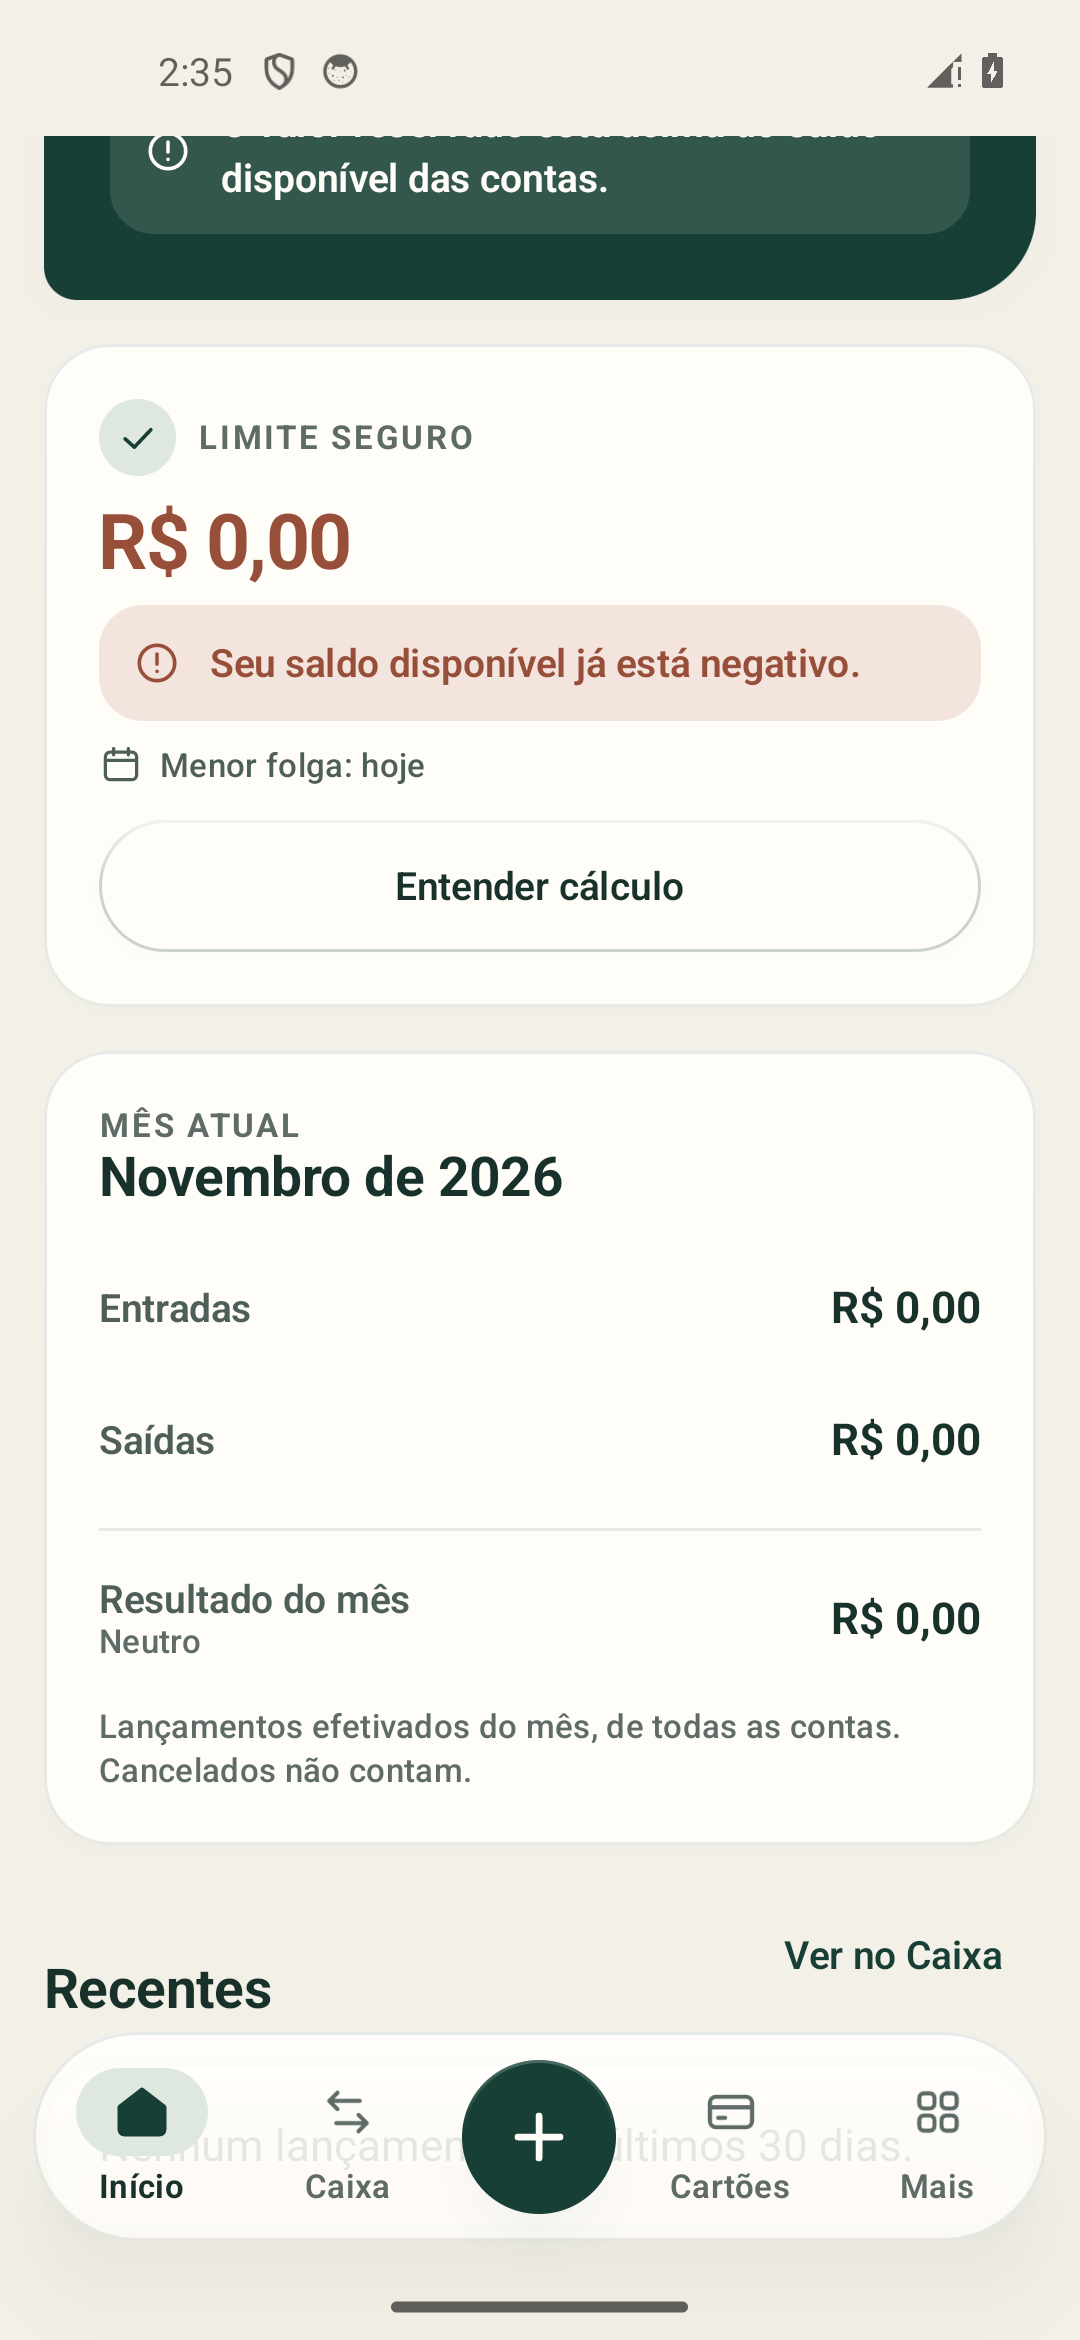 2:35
disponível das contas.
LIMITE SEGURO
R$ 0,00
Seu saldo disponível já está negativo.
Menor folga: hoje
Entender cálculo
MÊS ATUAL
Novembro de 2026
Entradas R$ 0,00
Saídas R$ 0,00
Resultado do mês R$ 0,00
Neutro
Lançamentos efetivados do mês, de todas as contas.
Cancelados não contam.
Ver no Caixa
Recentes
30 dias.
Início Caixa Cartões Mais